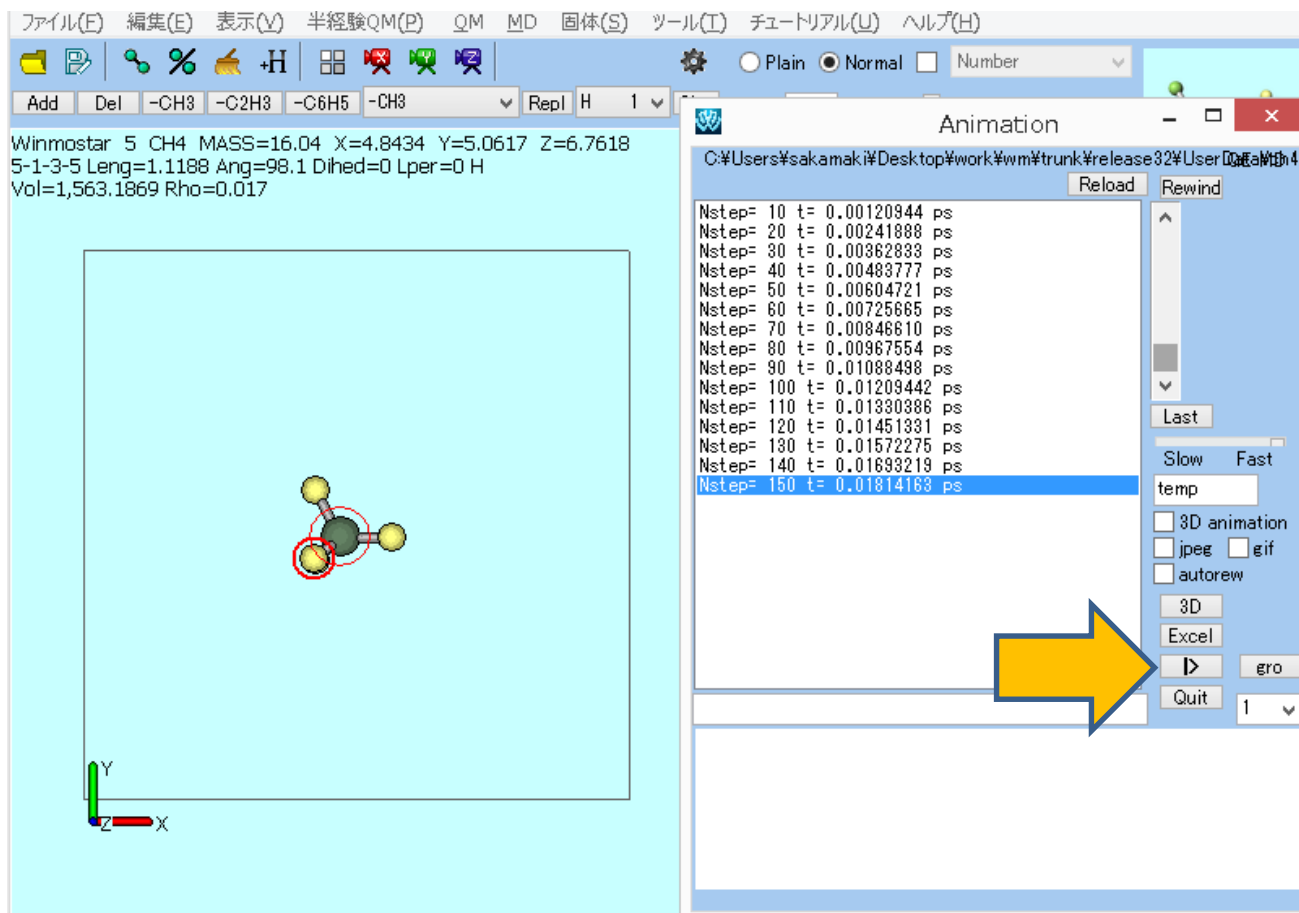 ファイル(F) 編集(E) 表示(V) 半経験QM(P) QM MD 固体(S) ツール(T) チュートリアル(U) ヘルプ(H)
+H Plain Normal Number
Add Del -CH3 -C2H3 -C6H5 -CH3 Repl H 1
Winmostar 5 CH4 MASS=16.04 X=4.8434 Y=5.0617 Z=6.7618
5-1-3-5 Leng=1.1188 Ang=98.1 Dihed=0 Lper=0 H
Vol=1,563.1869 Rho=0.017
Y
Z X
Animation
C:¥Users¥sakamaki¥Desktop¥work¥wm¥trunk¥release32¥User
Reload Rewind
Nstep= 10 t= 0.00120944 ps
Nstep= 20 t= 0.00241888 ps
Nstep= 30 t= 0.00362833 ps
Nstep= 40 t= 0.00483777 ps
Nstep= 50 t= 0.00604721 ps
Nstep= 60 t= 0.00725665 ps
Nstep= 70 t= 0.00846610 ps
Nstep= 80 t= 0.00967554 ps
Nstep= 90 t= 0.01088498 ps
Nstep= 100 t= 0.01209442 ps
Nstep= 110 t= 0.01330386 ps
Nstep= 120 t= 0.01451331 ps
Nstep= 130 t= 0.01572275 ps
Nstep= 140 t= 0.01693219 ps
Nstep= 150 t= 0.01814163 ps
Last
Slow Fast
temp
3D animation
jpeg gif
autorew
3D
Excel
|> gro
Quit 1